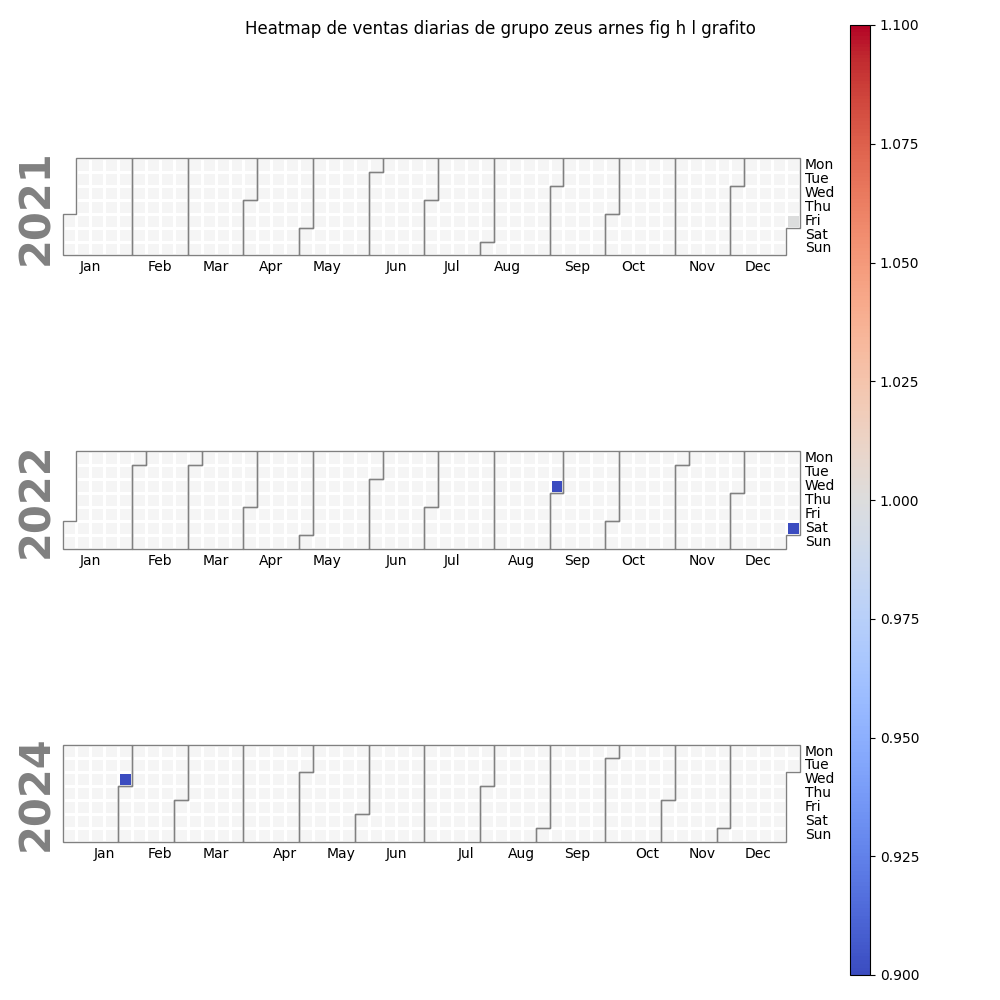 Heatmap de ventas diarias de grupo zeus arnes fig h l grafito
2021
Mon
Tue
Wed
Thu
Fri
Sat
Sun
Jan Feb Mar Apr May Jun Jul Aug Sep Oct Nov Dec
2022
Mon
Tue
Wed
Thu
Fri
Sat
Sun
Jan Feb Mar Apr May Jun Jul Aug Sep Oct Nov Dec
2024
Mon
Tue
Wed
Thu
Fri
Sat
Sun
Jan Feb Mar Apr May Jun Jul Aug Sep Oct Nov Dec
1.100
1.075
1.050
1.025
1.000
0.975
0.950
0.925
0.900